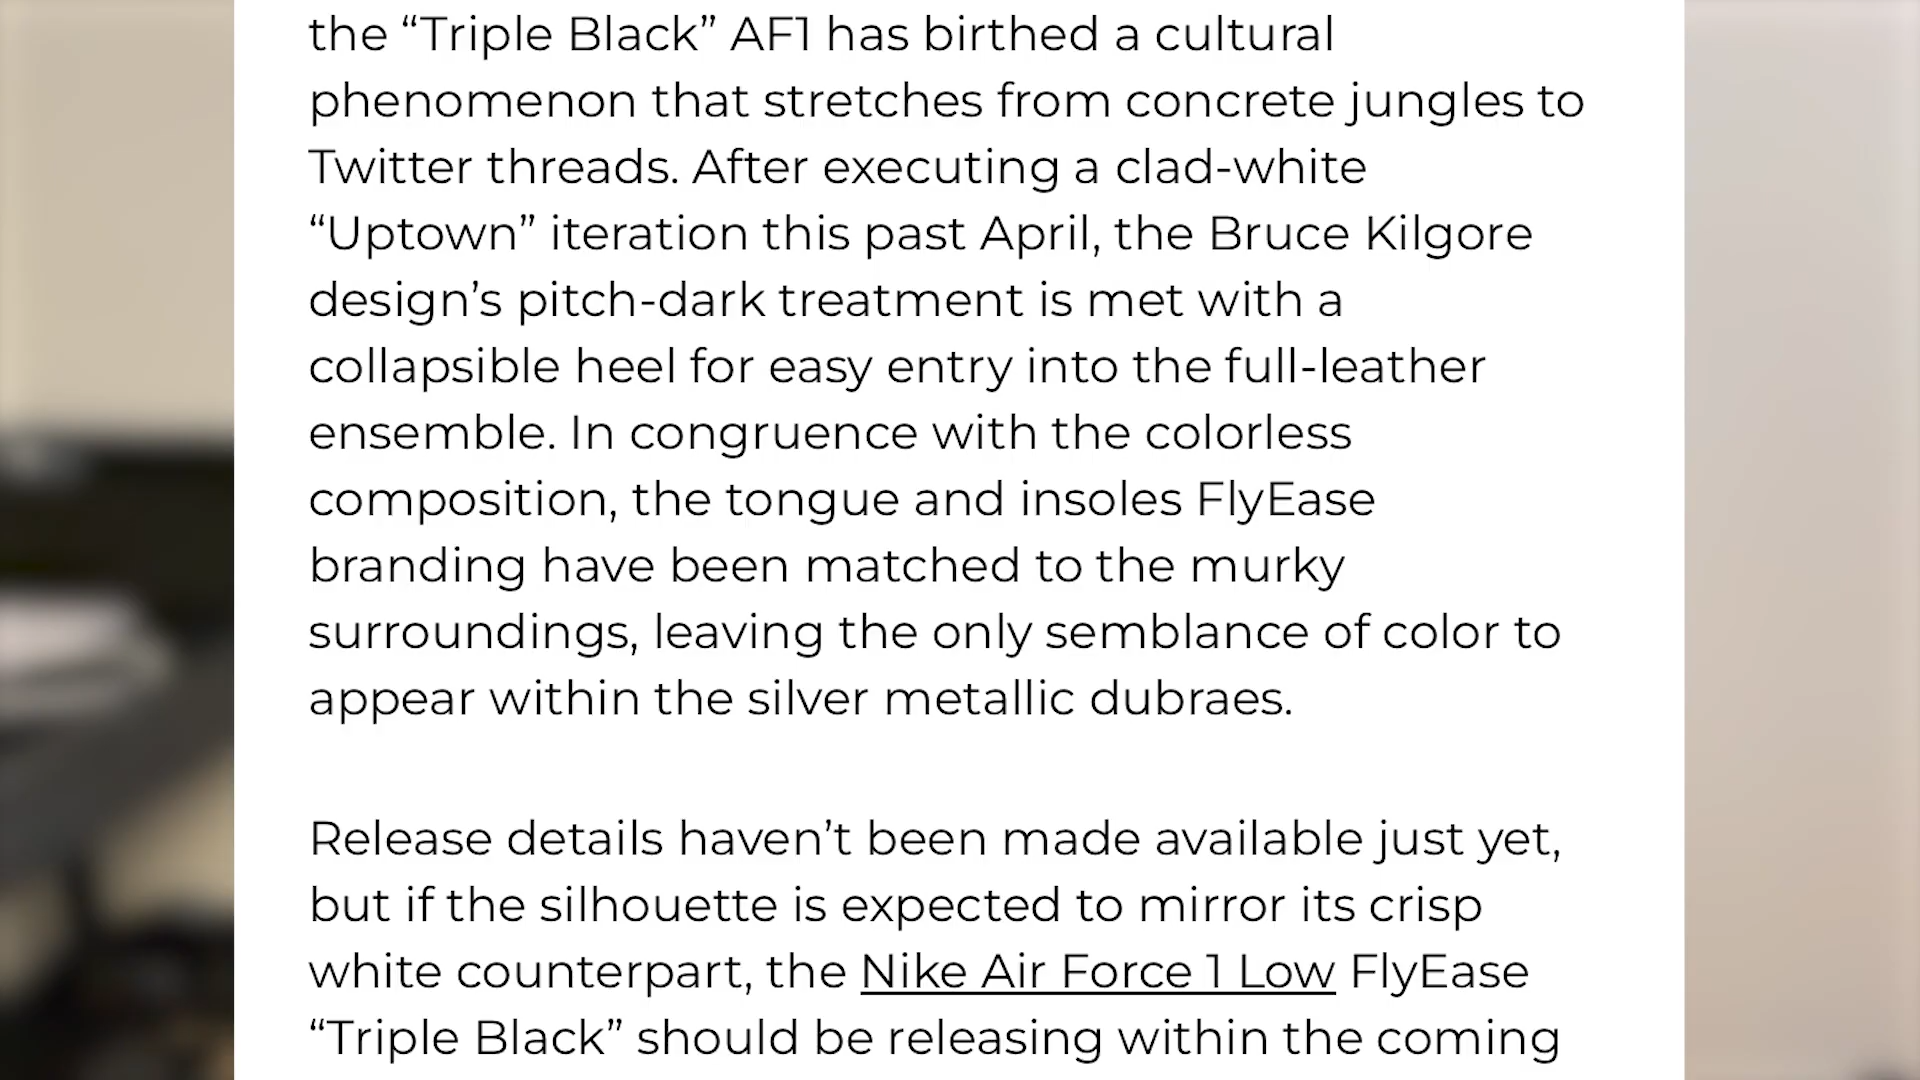 the “Triple Black” AF1 has birthed a cultural
phenomenon that stretches from concrete jungles to
Twitter threads. After executing a clad-white
“Uptown” iteration this past April, the Bruce Kilgore
design’s pitch-dark treatment is met with a
collapsible heel for easy entry into the full-leather
ensemble. In congruence with the colorless
composition, the tongue and insoles FlyEase
branding have been matched to the murky
surroundings, leaving the only semblance of color to
appear within the silver metallic dubraes.
Release details haven’t been made available just yet,
but if the silhouette is expected to mirror its crisp
white counterpart, the Nike Air Force 1 Low FlyEase
“Triple Black” should be releasing within the coming